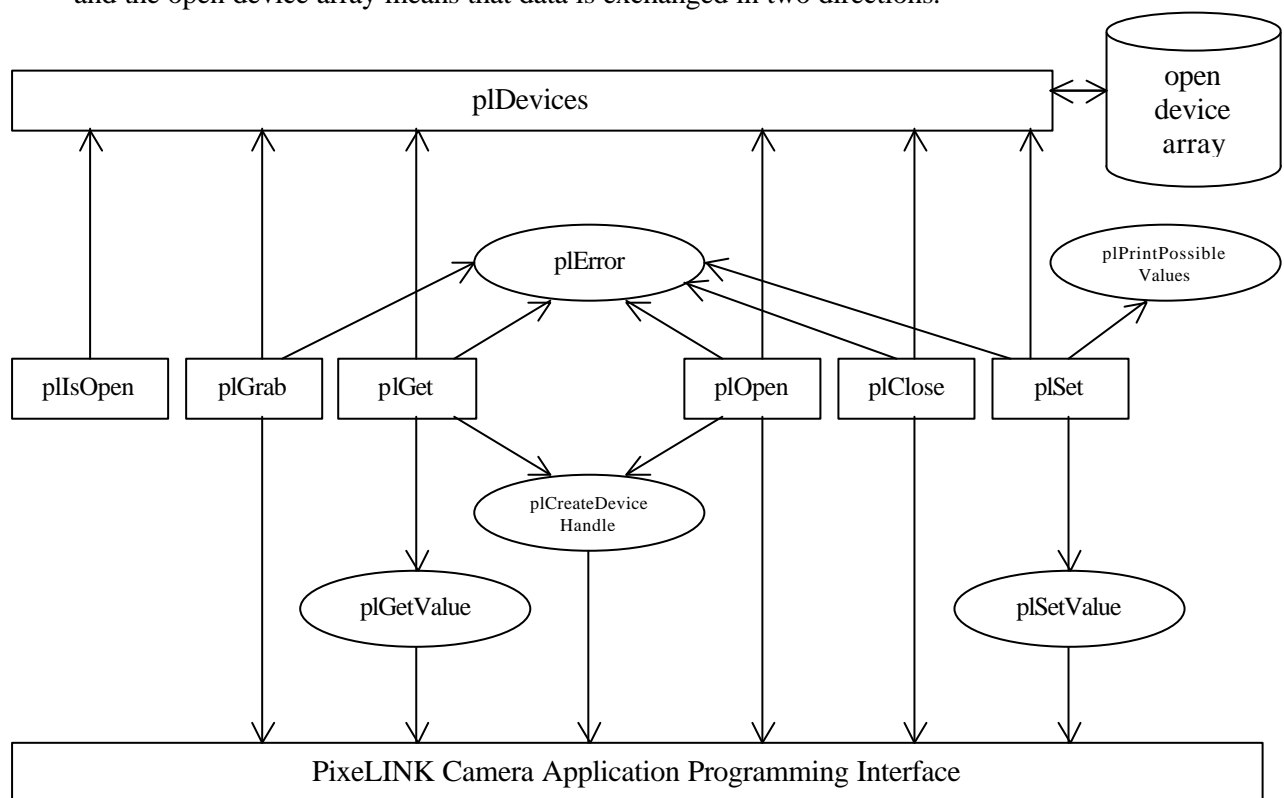 and the open device array means that data is exchanged in two directions.
plDevices
open
device
array
plError
plPrintPossible
Values
plIsOpen
plGrab
plGet
plOpen
plClose
plSet
plCreateDevice
Handle
plGetValue
plSetValue
PixeLINK Camera Application Programming Interface